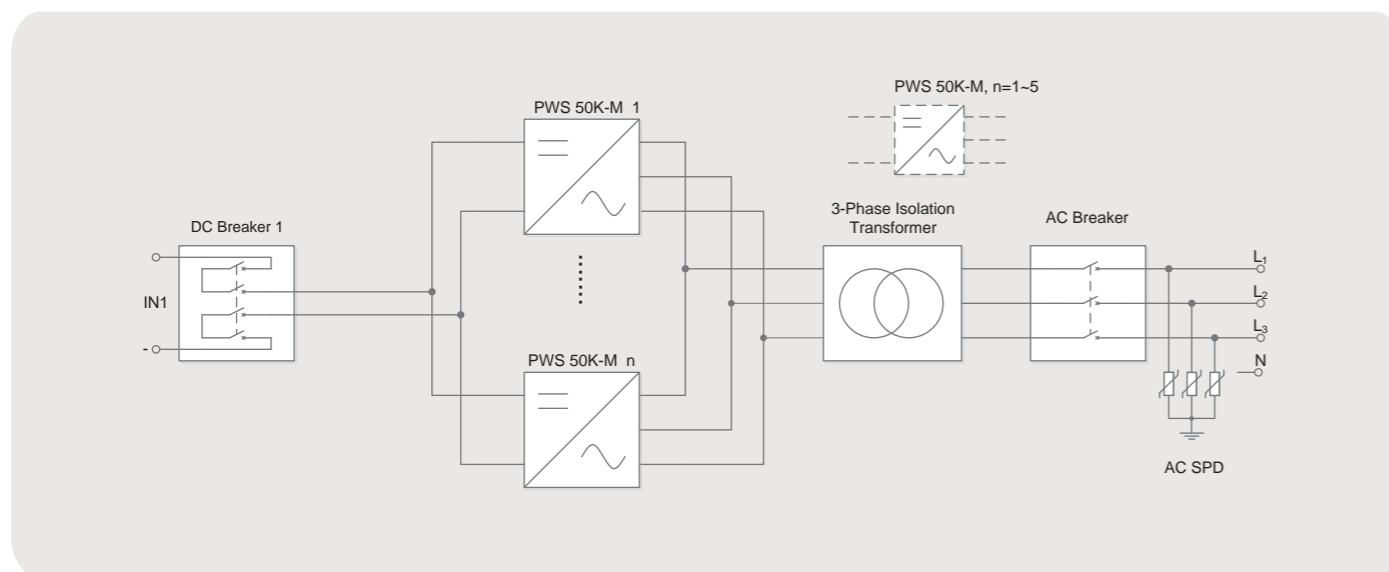 PWS 50K-M, n=1~5
PWS 50K-M 1
3-Phase Isolation
Transformer
AC Breaker
DC Breaker 1
L1
IN1
L2
L3
-
N
PWS 50K-M n
AC SPD